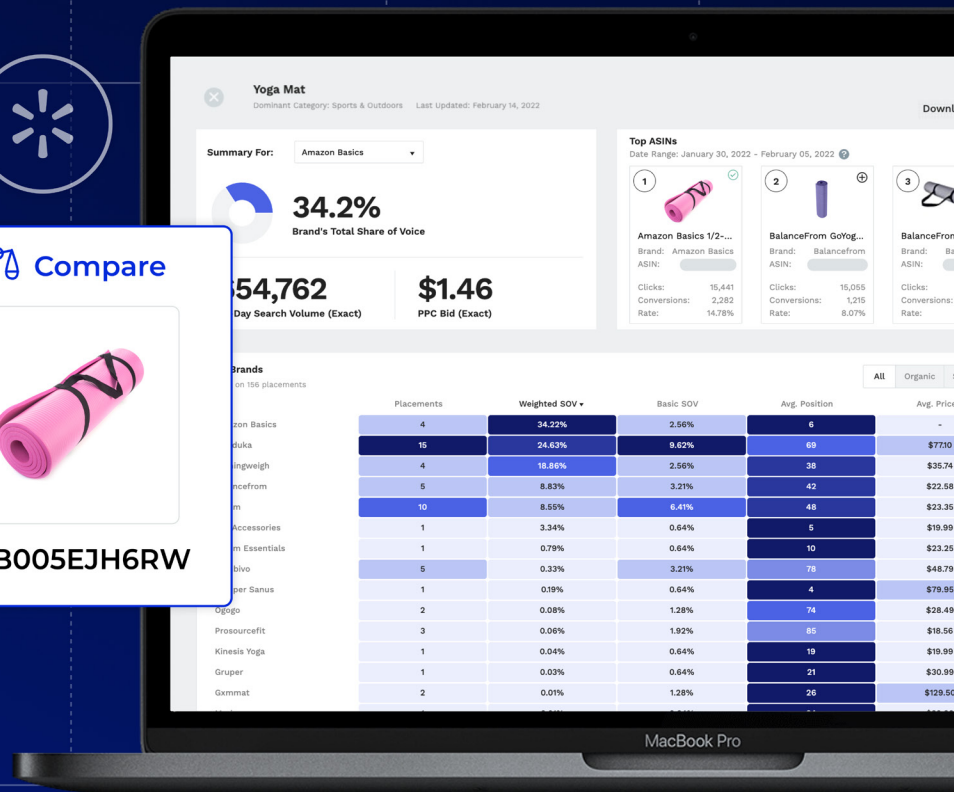 Yoga Mat
Dominant Category: Sports & Outdoors Last Updated: February 14, 2022
Downl
Summary For: Amazon Basics
34.2%
Brand's Total Share of Voice
54,762
Day Search Volume (Exact)
$1.46
PPC Bid (Exact)
Top ASINs
Date Range: January 30, 2022 - February 05, 2022 ?
1
Amazon Basics 1/2-...
Brand: Amazon Basics
ASIN:
Clicks: 15,441
Conversions: 2,282
Rate: 14.78%
2
BalanceFrom GoYog...
Brand: Balancefrom
ASIN:
Clicks: 15,055
Conversions: 1,215
Rate: 8.07%
3
BalanceFrom
Brand: Ba
ASIN:
Clicks:
Conversions:
Rate:
Compare
B005EJH6RW
Brands
on 156 placements
All Organic
Placements Weighted SOV Basic SOV Avg. Position Avg. Price
zon Basics 4 34.22% 2.56% 6 -
duka 15 24.63% 9.62% 69 $77.10
ingweigh 4 18.86% 2.56% 38 $35.74
ncefrom 5 8.83% 3.21% 42 $22.58
m 10 8.55% 6.41% 48 $23.35
Accessories 1 3.34% 0.64% 5 $19.99
m Essentials 1 0.79% 0.64% 10 $23.25
bivo 5 0.33% 3.21% 78 $48.79
per Sanus 1 0.19% 0.64% 4 $79.95
Ogogo 2 0.08% 1.28% 74 $28.49
Prosourcefit 3 0.06% 1.92% 85 $18.56
Kinesis Yoga 1 0.04% 0.64% 19 $19.99
Gruper 1 0.03% 0.64% 21 $30.99
Gxmmat 2 0.01% 1.28% 26 $129.50
MacBook Pro